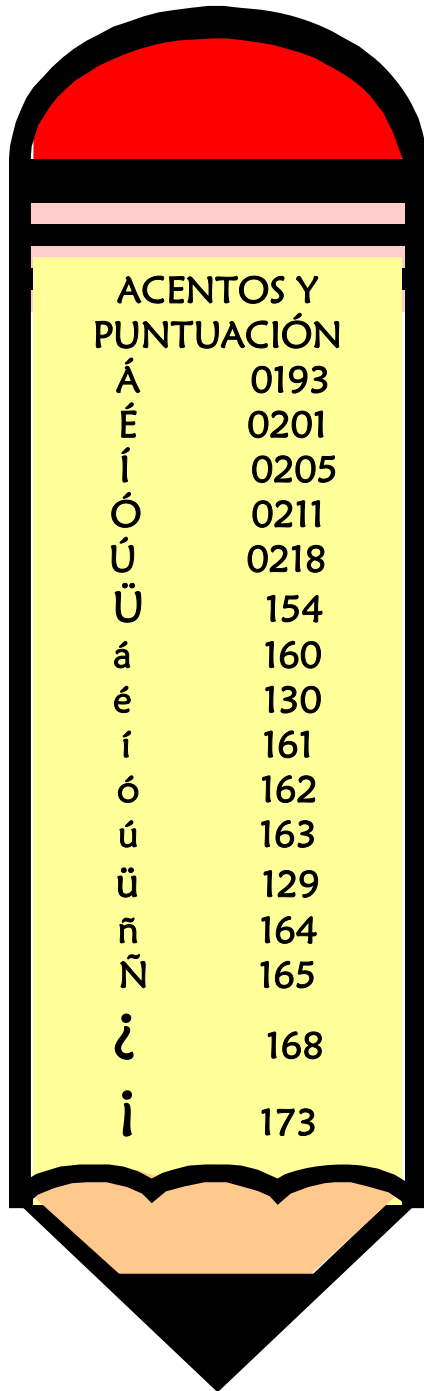 ACENTOS Y
PUNTUACIÓN
Á 0193
É 0201
Í 0205
Ó 0211
Ú 0218
Ü 154
á 160
é 130
í 161
ó 162
ú 163
ü 129
ñ 164
Ñ 165
¿ 168
¡ 173